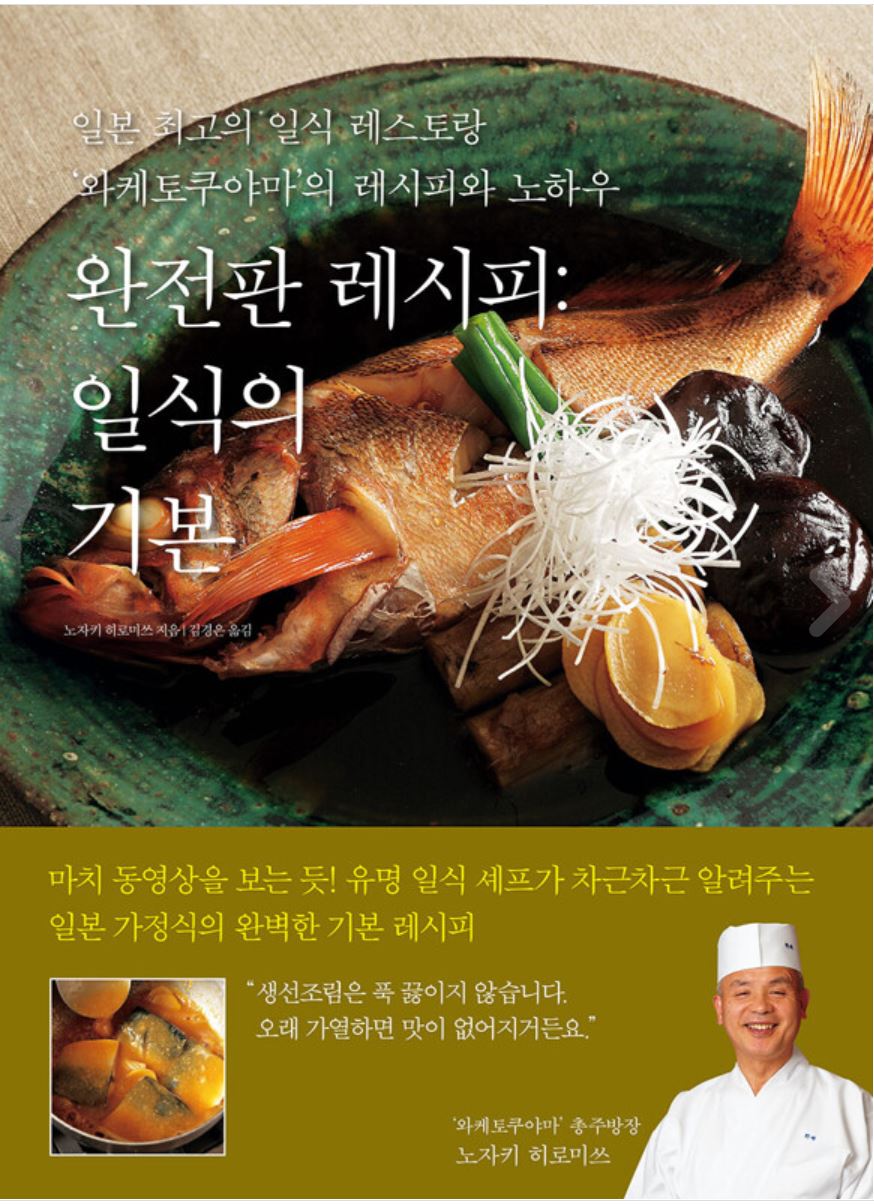 일본 최고의 일식 레스토랑
‘와케토쿠야마’의 레시피와 노하우
완전판 레시피:
일식의
기본
노자키 히로미쓰 지음 | 김경은 옮김
마치 동영상을 보는 듯! 유명 일식 셰프가 차근차근 알려주는
일본 가정식의 완벽한 기본 레시피
“생선조림은 푹 끓이지 않습니다.
오래 가열하면 맛이 없어지거든요.”
‘와케토쿠야마’ 총주방장
노자키 히로미쓰